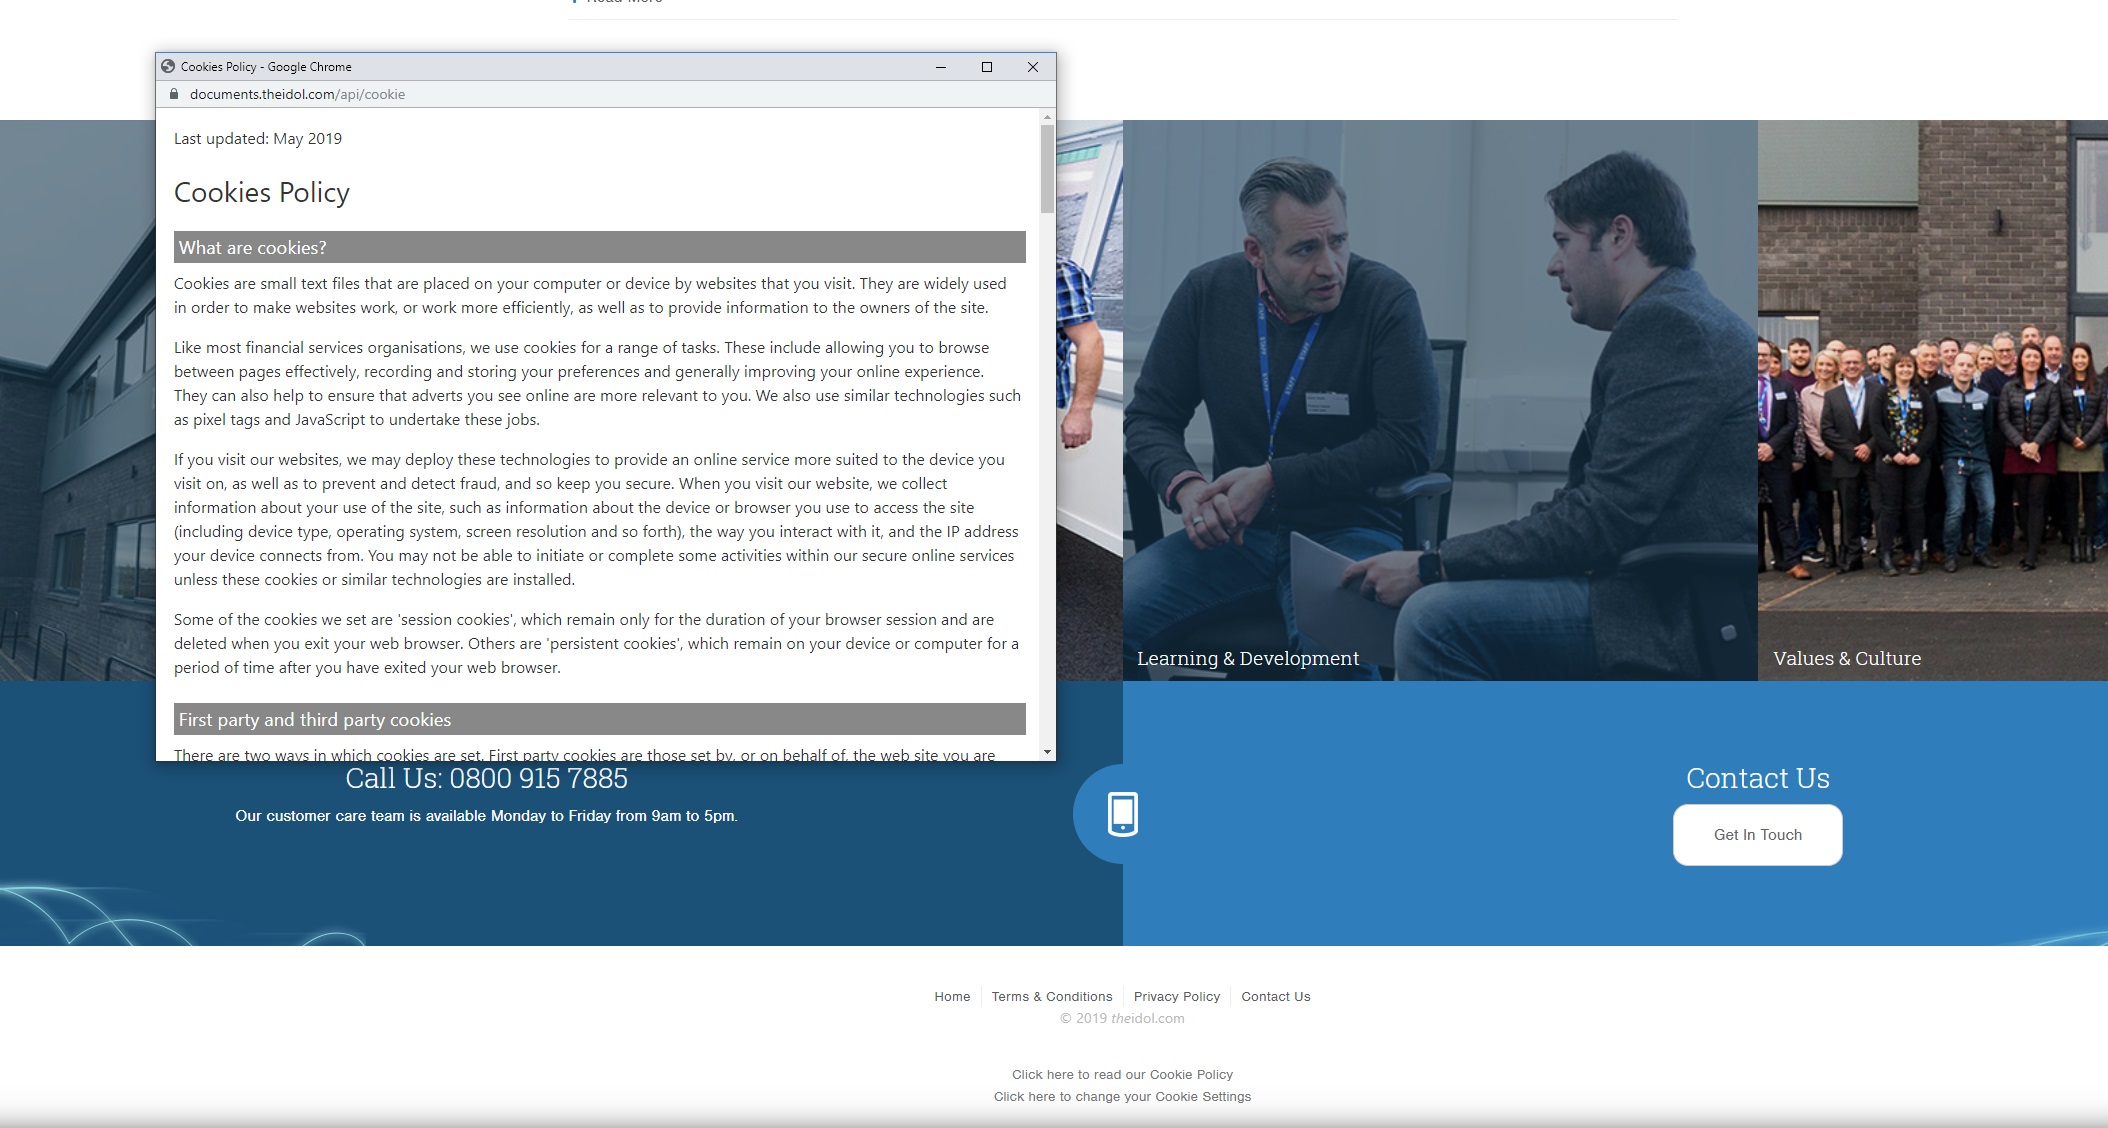 Read More
Cookies Policy - Google Chrome
documents.theidol.com/api/cookie
Last updated: May 2019
Cookies Policy
What are cookies?
Cookies are small text files that are placed on your computer or device by websites that you visit. They are widely used
in order to make websites work, or work more efficiently, as well as to provide information to the owners of the site.
Like most financial services organisations, we use cookies for a range of tasks. These include allowing you to browse
between pages effectively, recording and storing your preferences and generally improving your online experience.
They can also help to ensure that adverts you see online are more relevant to you. We also use similar technologies such
as pixel tags and JavaScript to undertake these jobs.
If you visit our websites, we may deploy these technologies to provide an online service more suited to the device you
visit on, as well as to prevent and detect fraud, and so keep you secure. When you visit our website, we collect
information about your use of the site, such as information about the device or browser you use to access the site
(including device type, operating system, screen resolution and so forth), the way you interact with it, and the IP address
your device connects from. You may not be able to initiate or complete some activities within our secure online services
unless these cookies or similar technologies are installed.
Some of the cookies we set are 'session cookies', which remain only for the duration of your browser session and are
deleted when you exit your web browser. Others are 'persistent cookies', which remain on your device or computer for a
period of time after you have exited your web browser.
First party and third party cookies
There are two ways in which cookies are set. First party cookies are those set by, or on behalf of, the web site you are
Learning & Development
Values & Culture
Call Us: 0800 915 7885
Our customer care team is available Monday to Friday from 9am to 5pm.
Contact Us
Get In Touch
Home
Terms & Conditions
Privacy Policy
Contact Us
© 2019 theidol.com
Click here to read our Cookie Policy
Click here to change your Cookie Settings